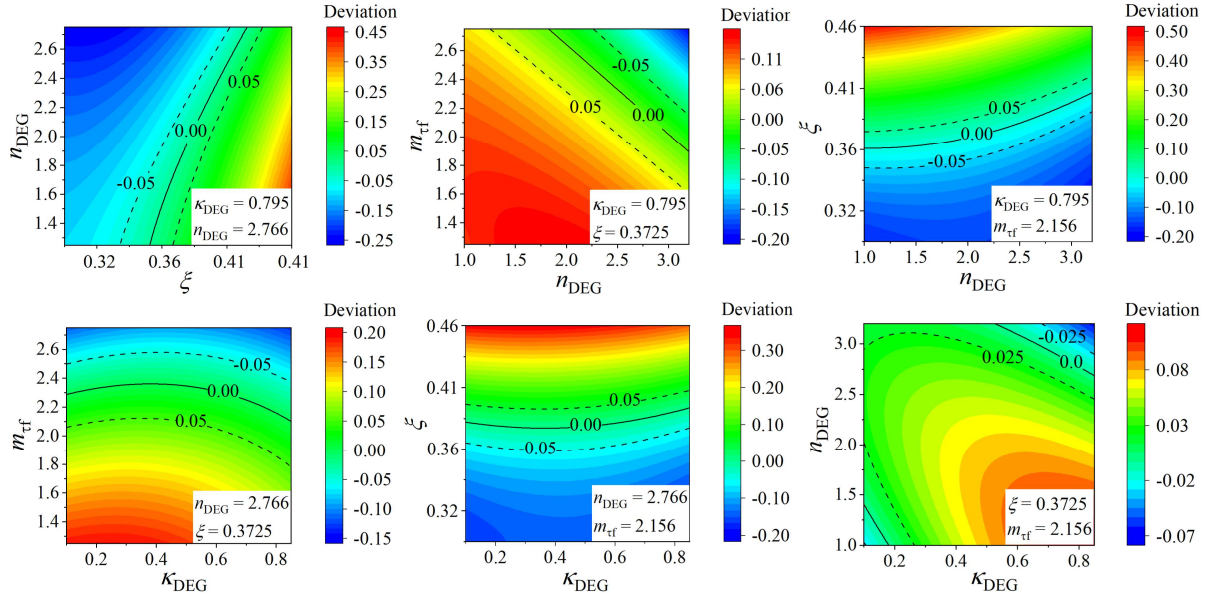 Deviation
0.45
0.36
0.27
0.18
0.09
0.00
-0.09
-0.17
-0.25
2.6
2.4
2.2
2.0
1.8
1.6
1.4
n_DEG
0.05
0.00
-0.05
κ_DEG = 0.795
n_DEG = 2.766
0.32 0.36 0.41 0.41
ξ
Deviation
0.11
0.05
0.00
-0.05
-0.10
-0.15
-0.20
2.6
2.4
2.2
2.0
1.8
1.6
1.4
m_τf
-0.05
0.05
0.00
κ_DEG = 0.795
ξ = 0.3725
1.0 1.5 2.0 2.5 3.0
n_DEG
Deviation
0.50
0.40
0.30
0.20
0.10
0.00
-0.10
-0.20
0.46
0.41
0.36
0.32
ξ
0.05
0.00
-0.05
κ_DEG = 0.795
m_τf = 2.156
1.0 1.5 2.0 2.5 3.0
n_DEG
Deviation
0.20
0.15
0.10
0.05
0.00
-0.05
-0.10
-0.15
2.6
2.4
2.2
2.0
1.8
1.6
1.4
m_τf
-0.05
0.00
0.05
n_DEG = 2.766
ξ = 0.3725
0.2 0.4 0.6 0.8
κ_DEG
Deviation
0.30
0.20
0.10
0.00
-0.10
-0.20
0.46
0.41
0.36
0.32
ξ
0.05
0.00
-0.05
n_DEG = 2.766
m_τf = 2.156
0.2 0.4 0.6 0.8
κ_DEG
Deviation
0.08
0.03
-0.02
-0.07
3.0
2.5
2.0
1.5
1.0
n_DEG
-0.025
0.025
0.0
ξ = 0.3725
m_τf = 2.156
0.2 0.4 0.6 0.8
κ_DEG